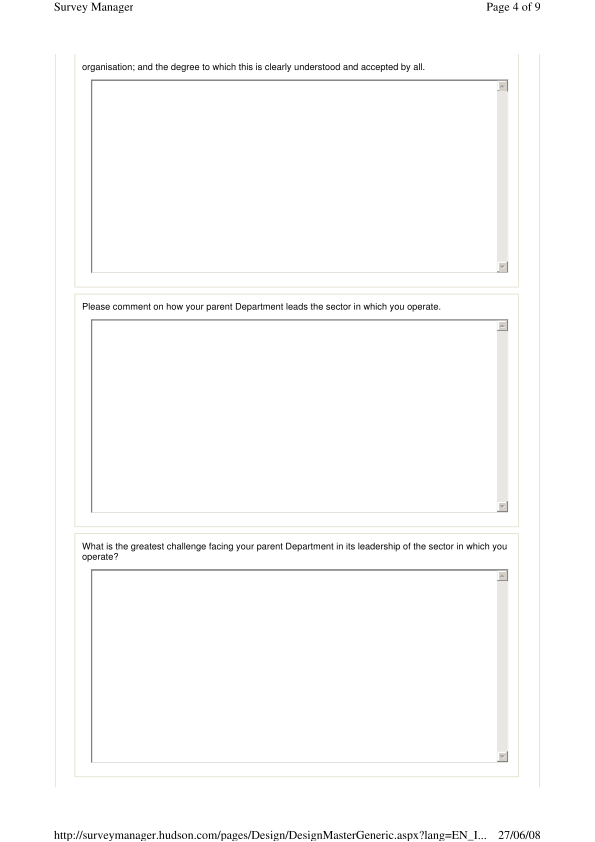 Survey Manager Page 4 of 9
organisation; and the degree to which this is clearly understood and accepted by all.
Please comment on how your parent Department leads the sector in which you operate.
What is the greatest challenge facing your parent Department in its leadership of the sector in which you
operate?
http://surveymanager.hudson.com/pages/Design/DesignMasterGeneric.aspx?lang=EN_I... 27/06/08